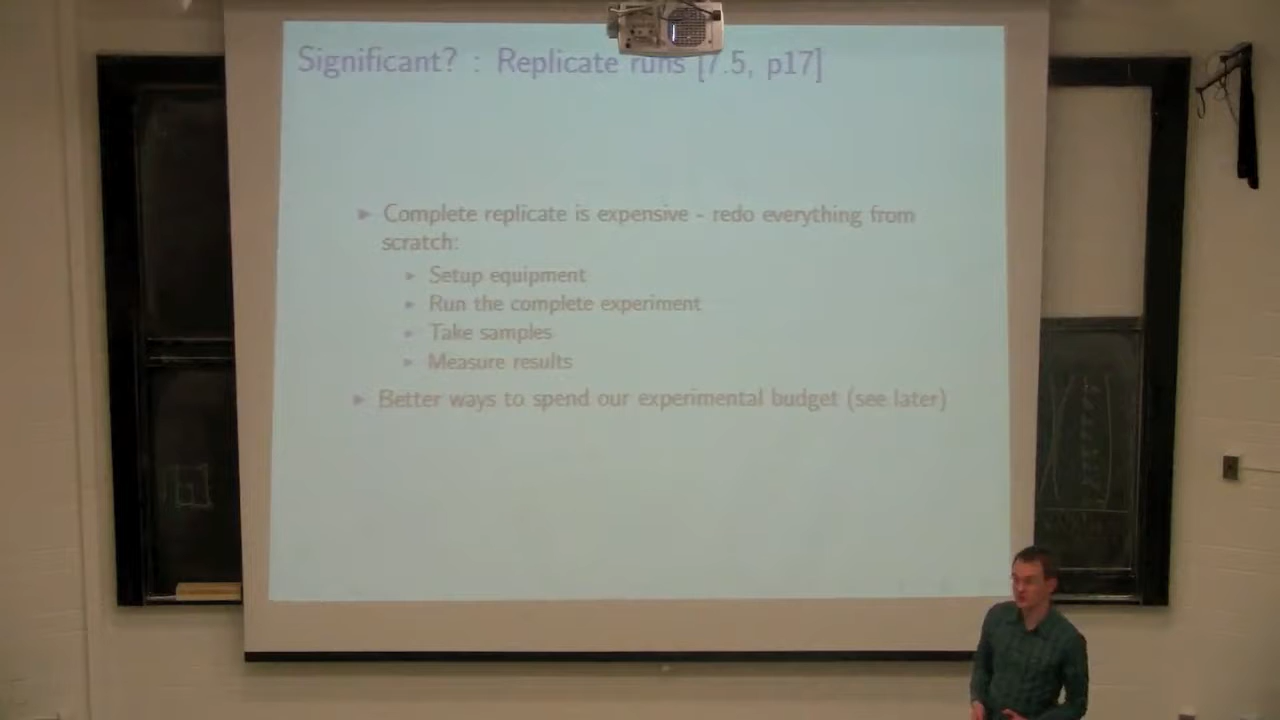 Significant? : Replicate runs [7.5, p17]
Complete replicate is expensive - redo everything from
scratch:
Setup equipment
Run the complete experiment
Take samples
Measure results
Better ways to spend our experimental budget (see later)